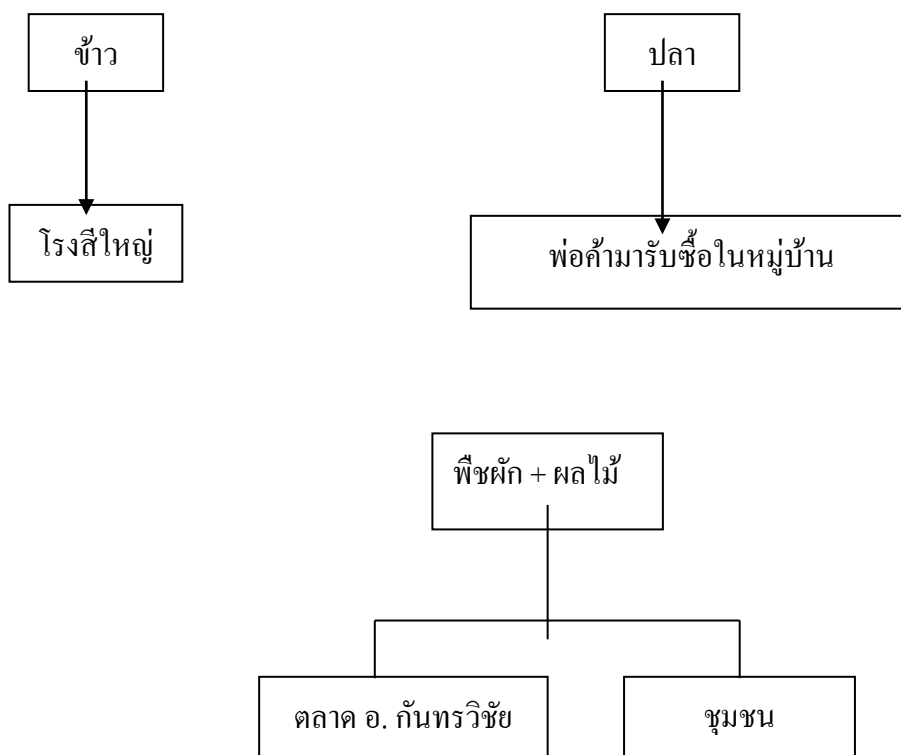 ข้าว
ปลา
โรงสีใหญ่
พ่อค้ามารับซื้อในหมู่บ้าน
พืชผัก + ผลไม้
ตลาด อ. กันทรวิชัย
ชุมชน